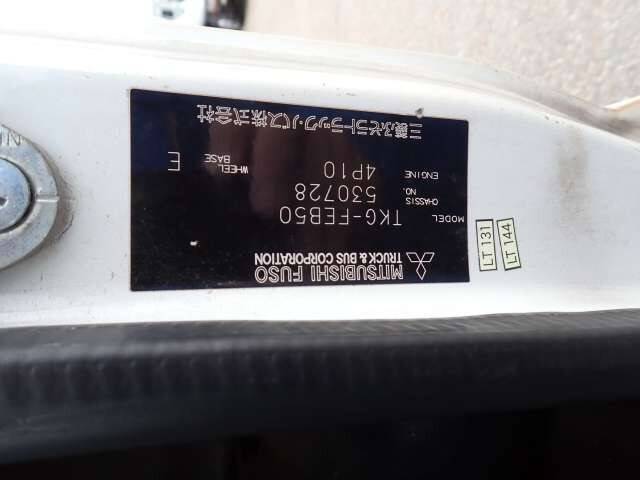 MITSUBISHI FUSO
TRUCK & BUS CORPORATION
MODEL TKG-FEB50
CHASSIS NO. 530728
ENGINE 4P10 WHEEL BASE E
三菱ふそうトラック・バス株式会社
LT 131
LT 144